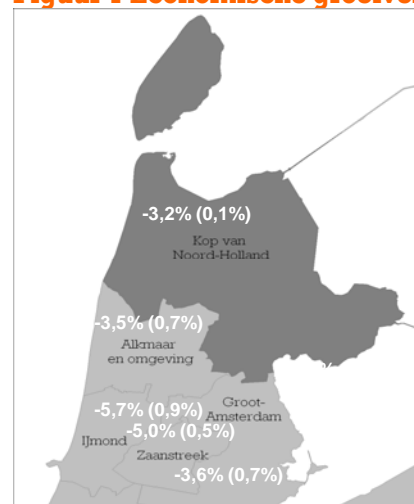 -3,2% (0,1%)
Kop van
Noord-Holland
-3,5% (0,7%)
Alkmaar
en omgeving
%
-5,7% (0,9%)
Groot-
Amsterdam
-5,0% (0,5%)
IJmond
Zaanstreek
-3,6% (0,7%)